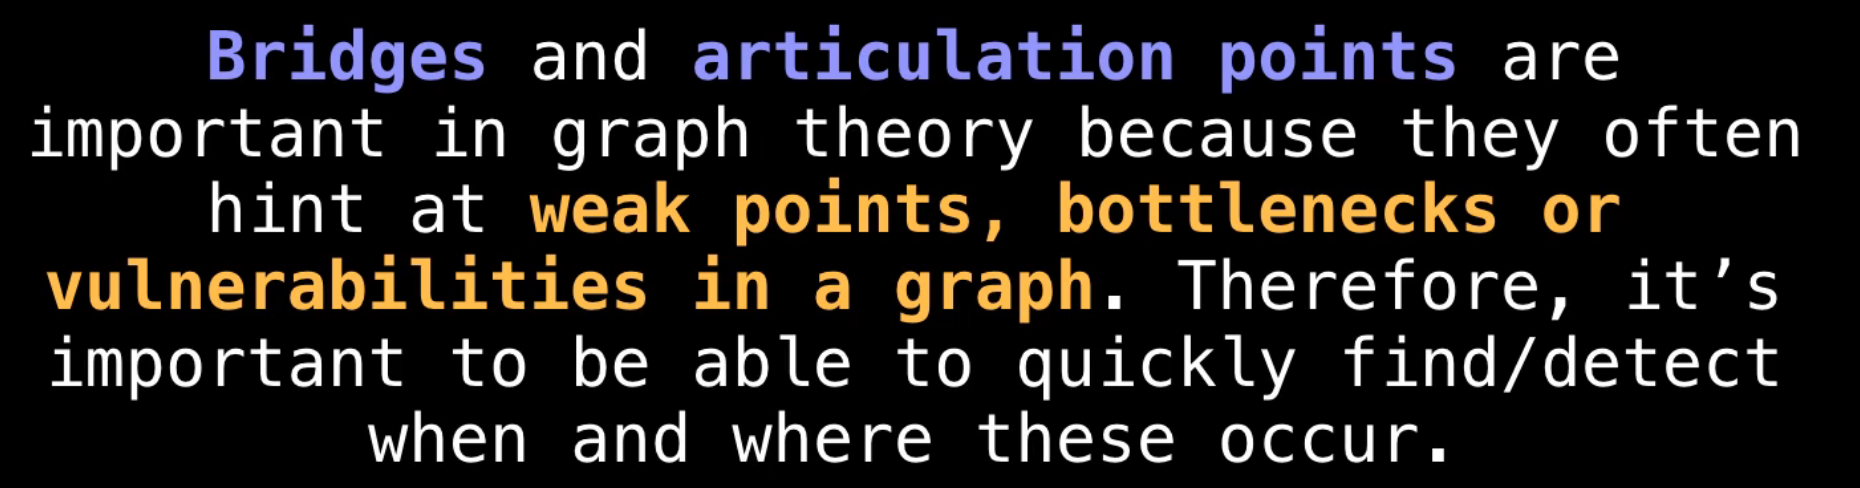 Bridges and articulation points are
important in graph theory because they often
hint at weak points, bottlenecks or
vulnerabilities in a graph. Therefore, it’s
important to be able to quickly find/detect
when and where these occur.